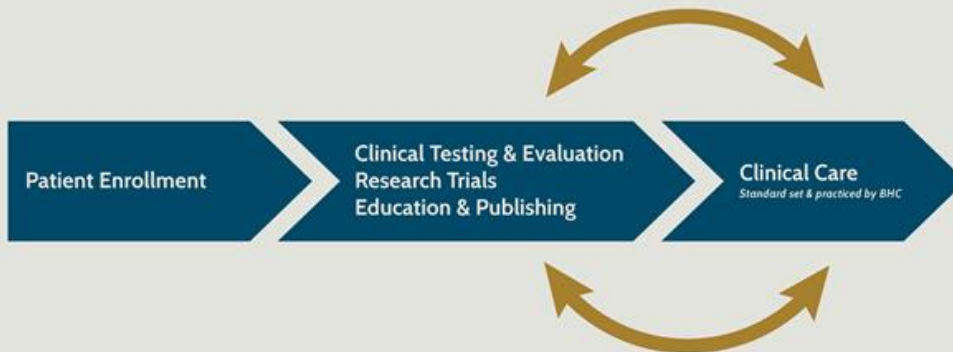 Patient Enrollment
Clinical Testing & Evaluation
Research Trials
Education & Publishing
Clinical Care
Standard set & practiced by BHC